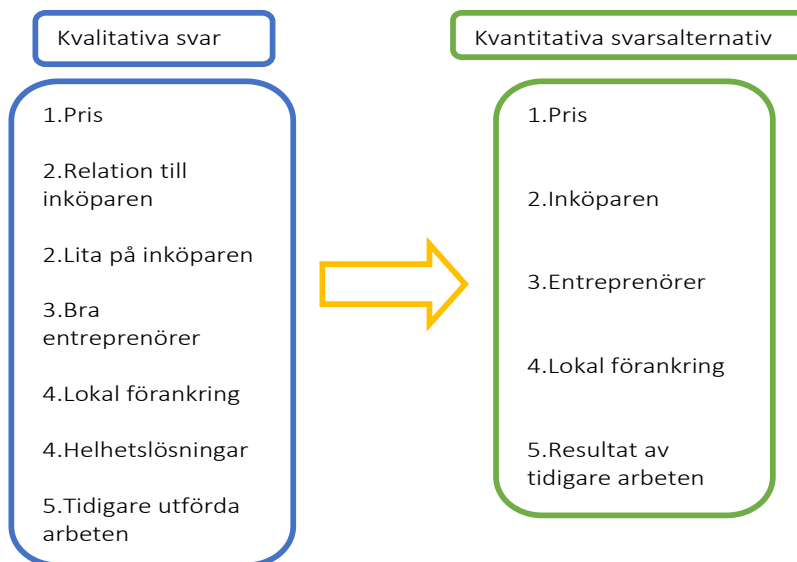 Kvalitativa svar
1.Pris
2.Relation till
inköparen
2.Lita på inköparen
3.Bra
entreprenörer
4.Lokal förankring
4.Helhetslösningar
5.Tidigare utförda
arbeten
Kvantitativa svarsalternativ
1.Pris
2.Inköparen
3.Entreprenörer
4.Lokal förankring
5.Resultat av
tidigare arbeten